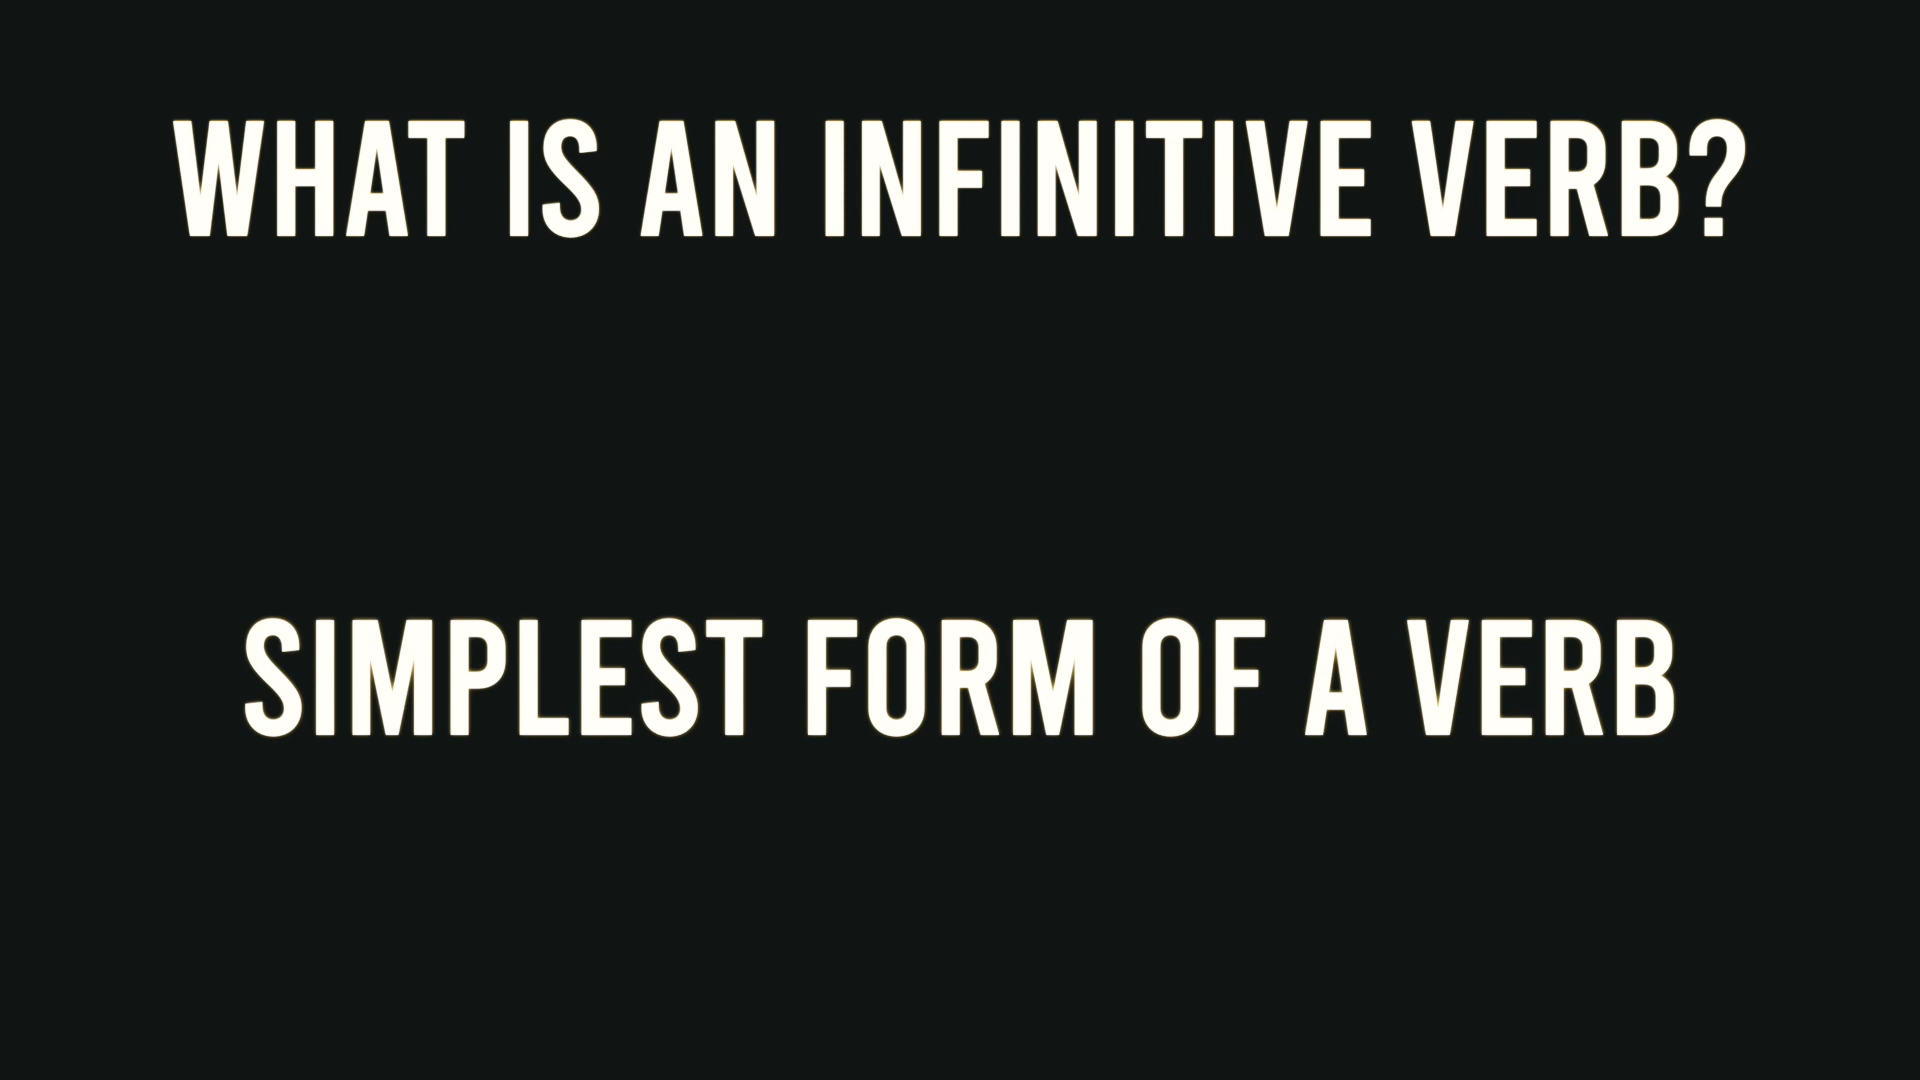 WHAT IS AN INFINITIVE VERB?
SIMPLEST FORM OF A VERB